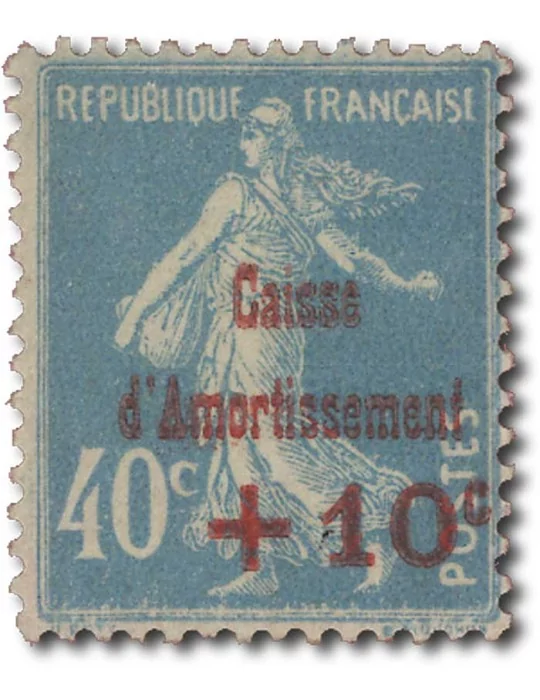 REPUBLIQUE FRANÇAISE
Caisse
d'Amortissement
40c
+10c
POSTES